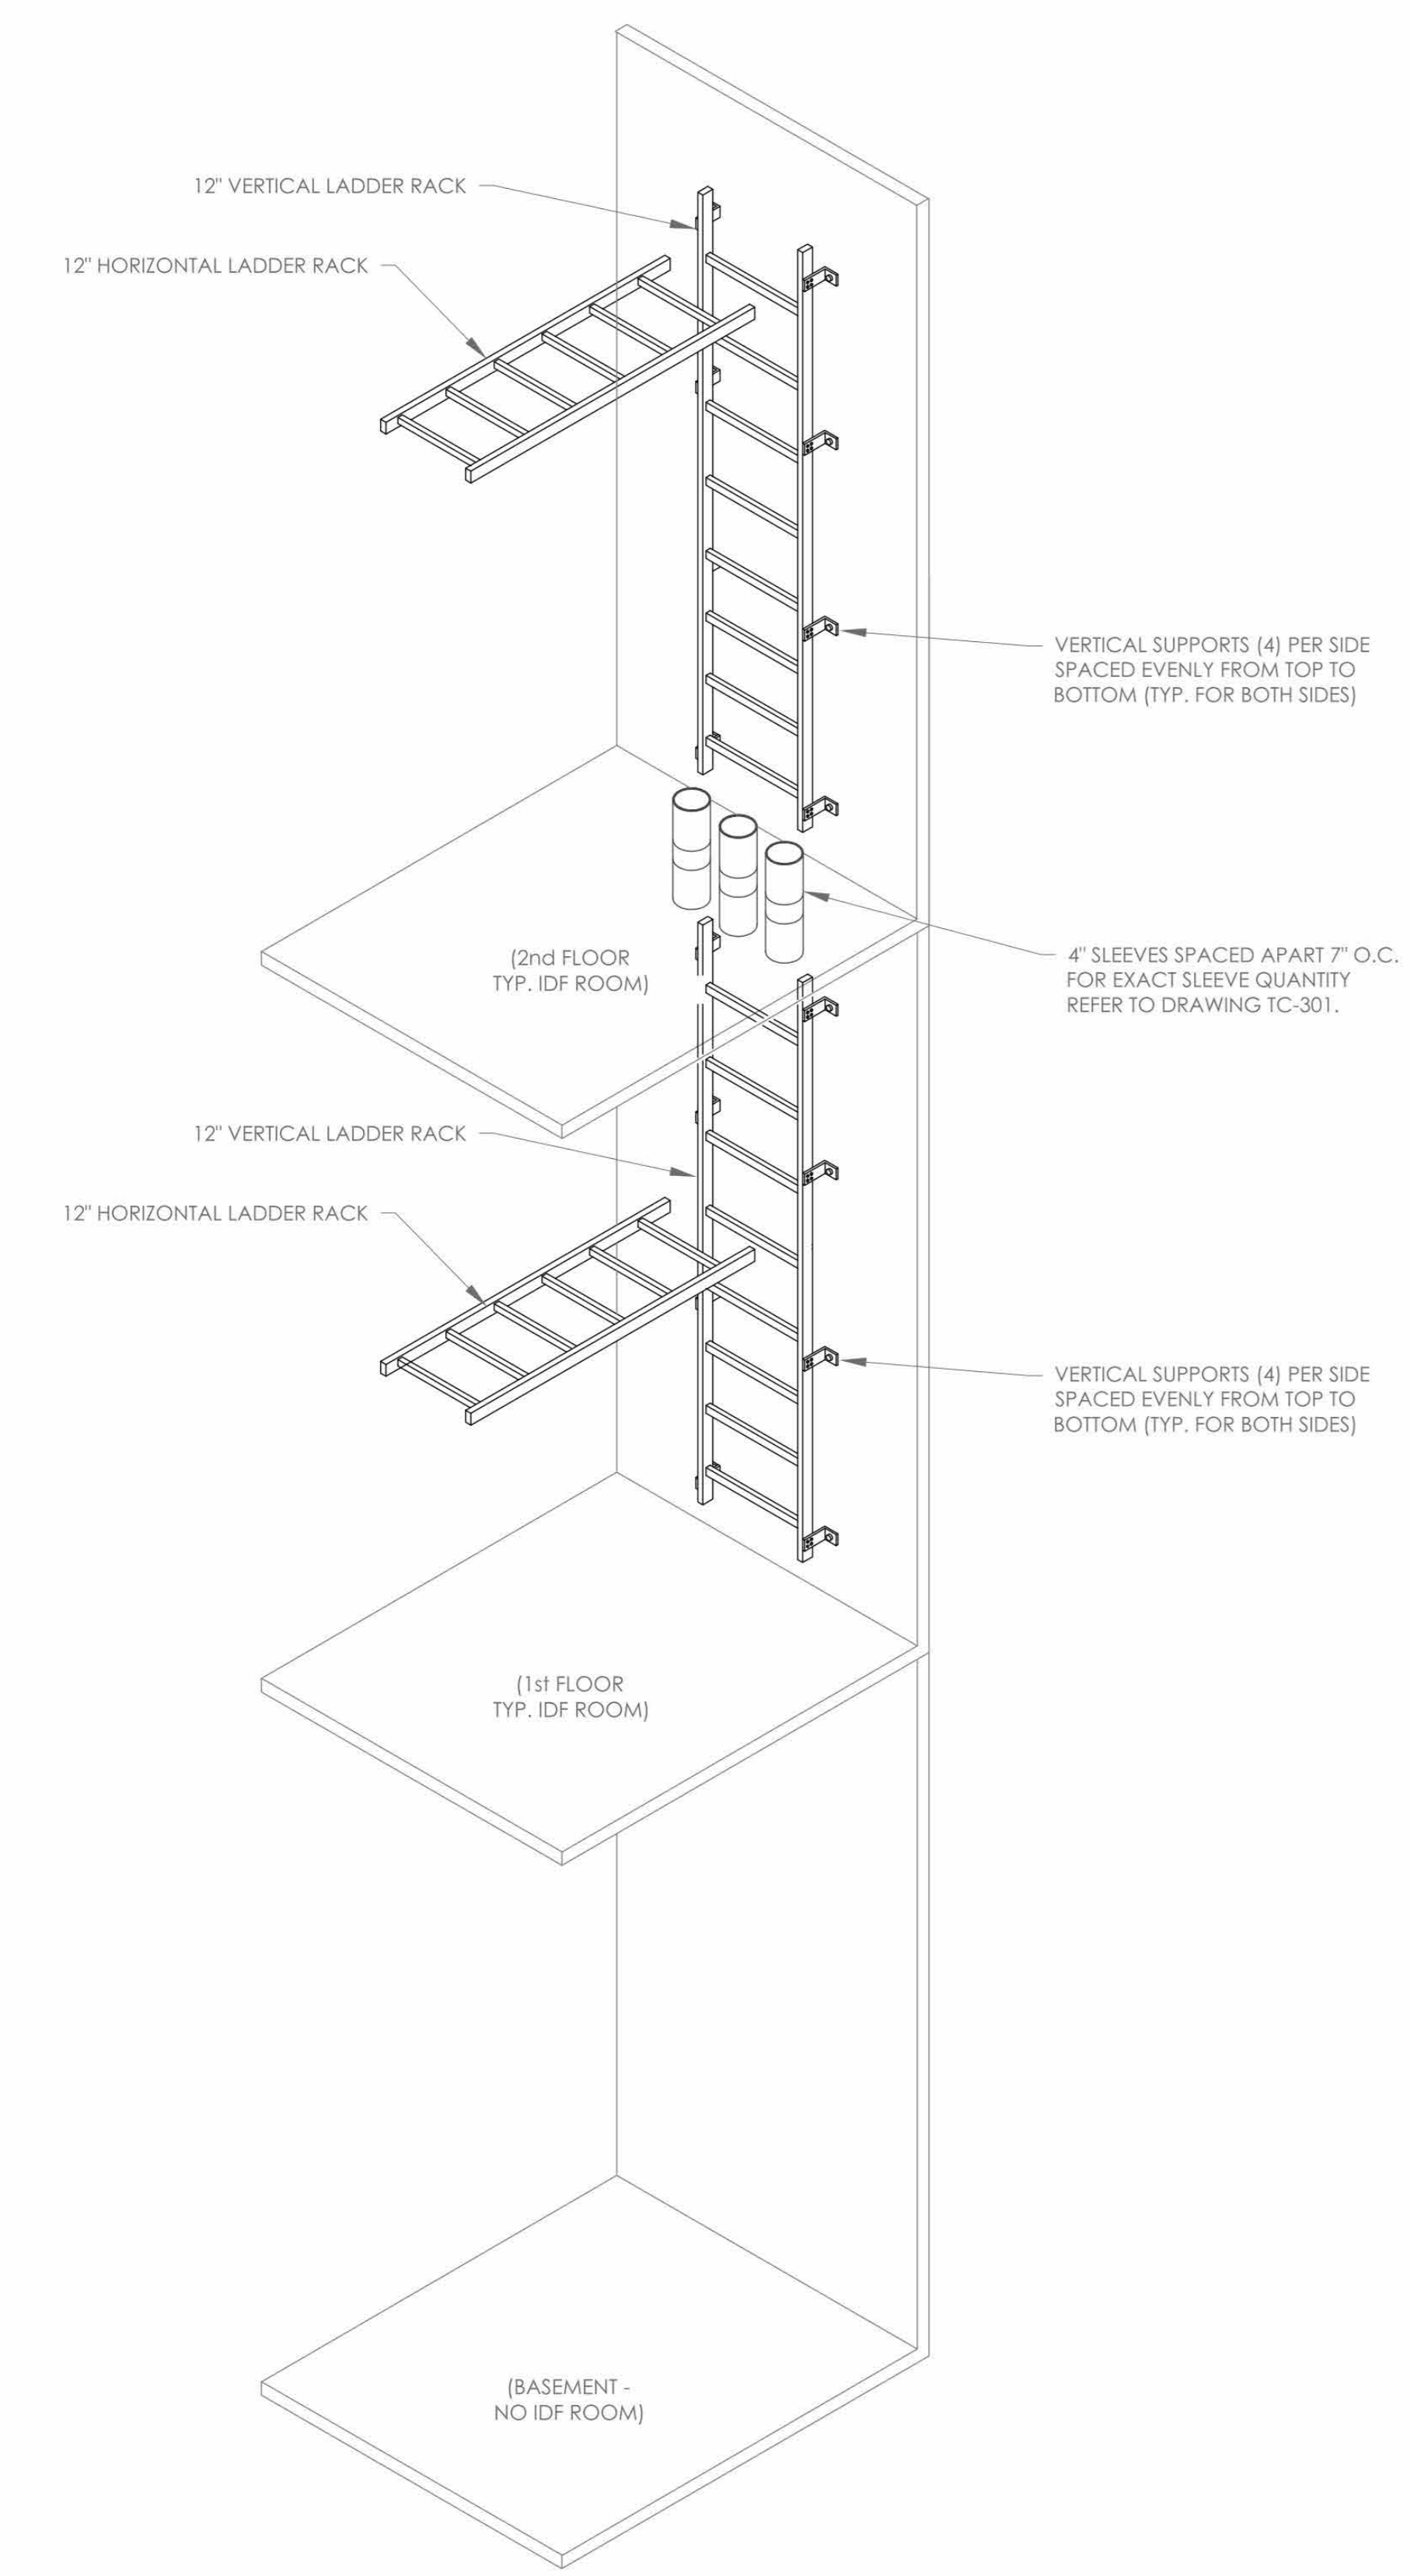 12" VERTICAL LADDER RACK
12" HORIZONTAL LADDER RACK
VERTICAL SUPPORTS (4) PER SIDE
SPACED EVENLY FROM TOP TO
BOTTOM (TYP. FOR BOTH SIDES)
(2nd FLOOR
TYP. IDF ROOM)
4" SLEEVES SPACED APART 7" O.C.
FOR EXACT SLEEVE QUANTITY
REFER TO DRAWING TC-301.
12" VERTICAL LADDER RACK
12" HORIZONTAL LADDER RACK
VERTICAL SUPPORTS (4) PER SIDE
SPACED EVENLY FROM TOP TO
BOTTOM (TYP. FOR BOTH SIDES)
(1st FLOOR
TYP. IDF ROOM)
(BASEMENT -
NO IDF ROOM)